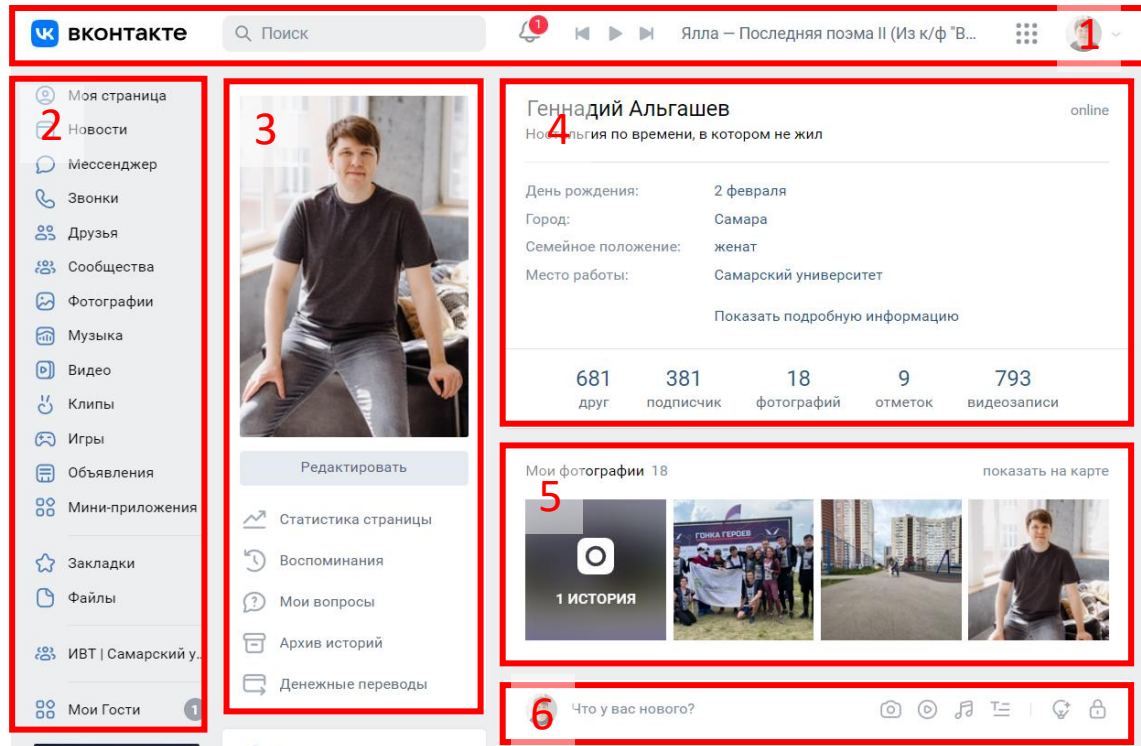 вконтакте
Поиск
1
Ялла — Последняя поэма II (Из к/ф "В...
1
2
Моя страница
Новости
Мессенджер
Звонки
Друзья
Сообщества
Фотографии
Музыка
Видео
Клипы
Игры
Объявления
Мини-приложения
Закладки
Файлы
ИВТ | Самарский у...
Мои Гости 1
3
Редактировать
Статистика страницы
Воспоминания
Мои вопросы
Архив историй
Денежные переводы
4
Геннадий Альгашев
online
Ностальгия по времени, в котором не жил
День рождения: 2 февраля
Город: Самара
Семейное положение: женат
Место работы: Самарский университет
Показать подробную информацию
681 381 18 9 793
друг подписчик фотографий отметок видеозаписи
5
Мои фотографии 18
показать на карте
1 ИСТОРИЯ
ГОНКА ГЕРОЕВ
6
Что у вас нового?